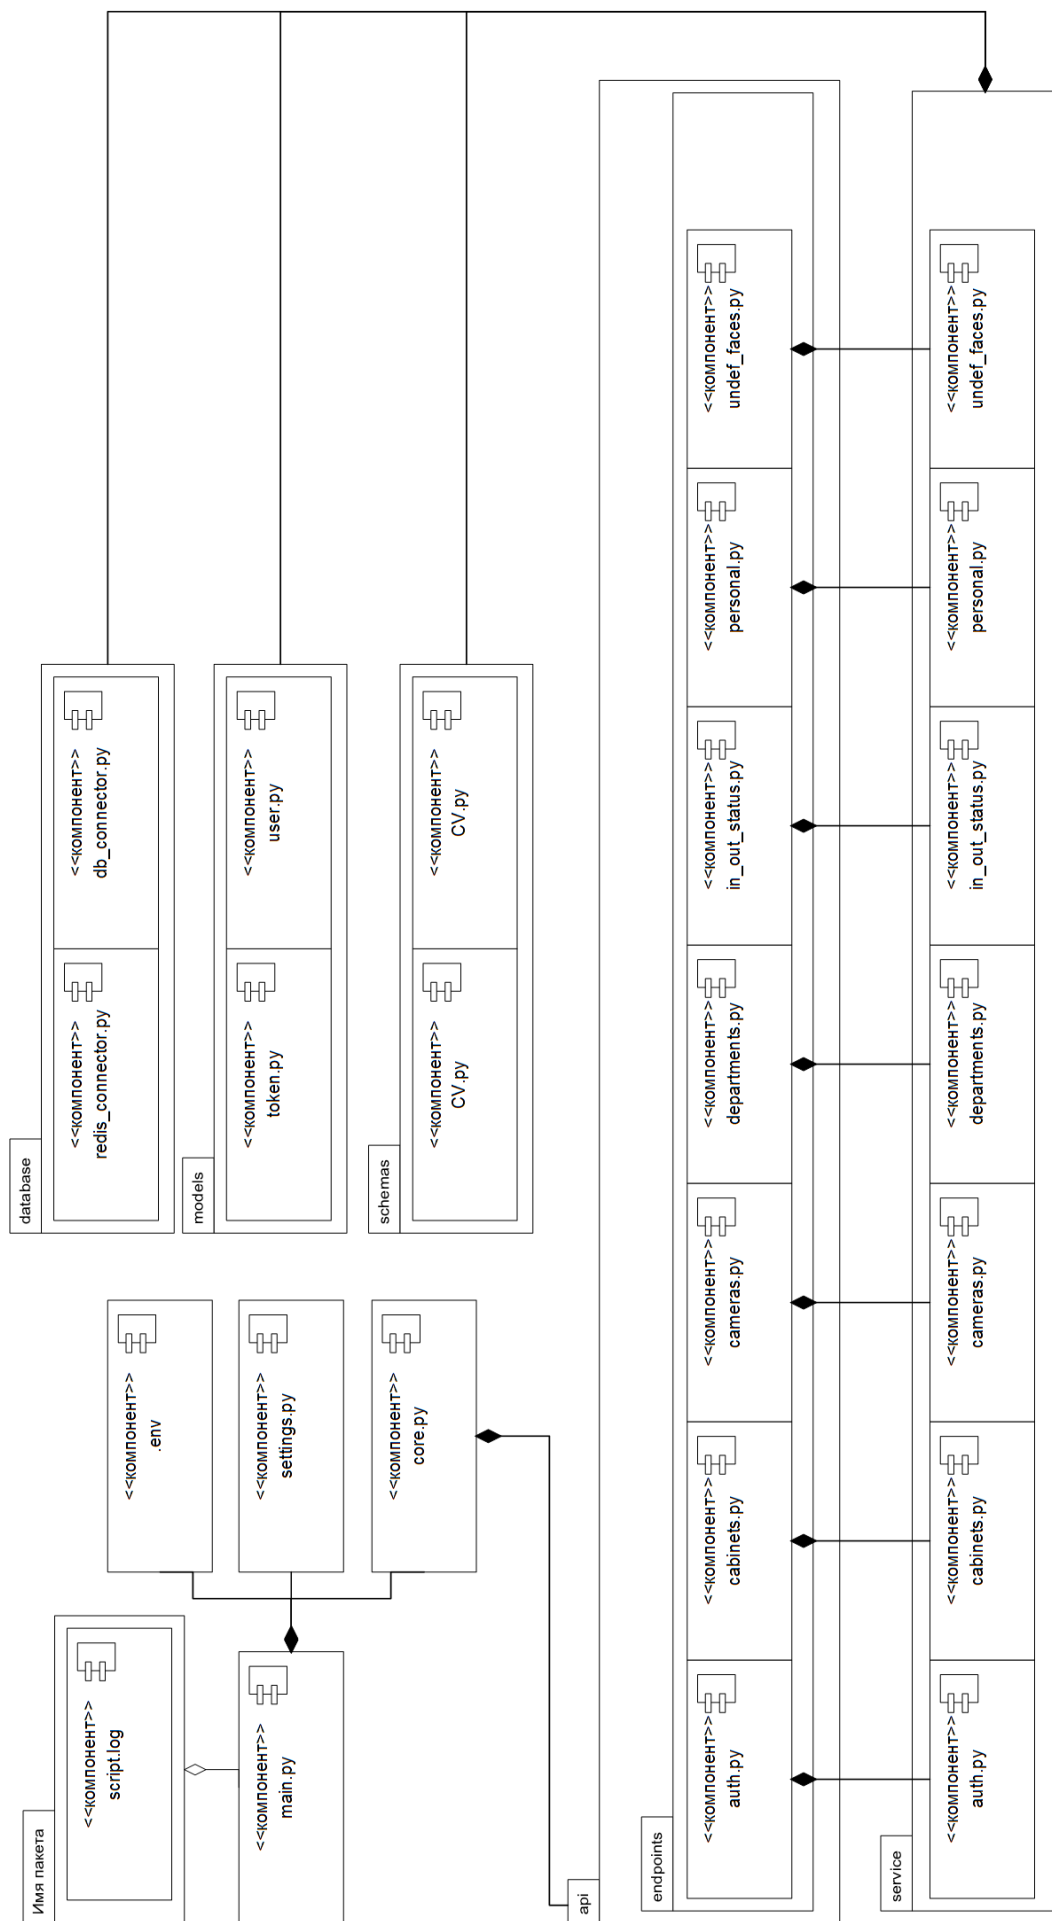 Имя пакета
<<компонент>>
script.log
<<компонент>>
main.py
<<компонент>>
.env
<<компонент>>
settings.py
<<компонент>>
core.py
database
<<компонент>>
redis_connector.py
<<компонент>>
db_connector.py
models
<<компонент>>
token.py
<<компонент>>
user.py
schemas
<<компонент>>
CV.py
<<компонент>>
CV.py
api
endpoints
<<компонент>>
auth.py
<<компонент>>
cabinets.py
<<компонент>>
cameras.py
<<компонент>>
departments.py
<<компонент>>
in_out_status.py
<<компонент>>
personal.py
<<компонент>>
undef_faces.py
service
<<компонент>>
auth.py
<<компонент>>
cabinets.py
<<компонент>>
cameras.py
<<компонент>>
departments.py
<<компонент>>
in_out_status.py
<<компонент>>
personal.py
<<компонент>>
undef_faces.py